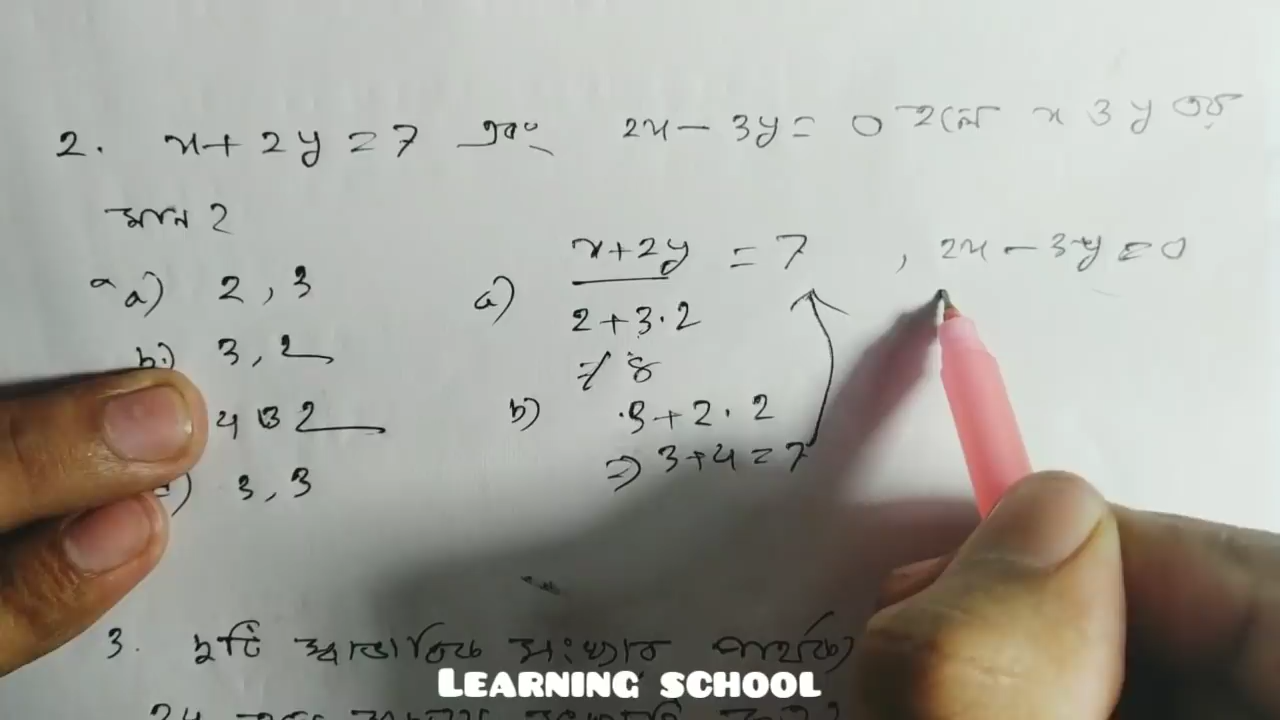 2. x + 2y = 7 এবং 2x - 3y = 0 হলে x ও y এর
মান ?
a) 2, 3
b) 3, 2
4 ও 2
3, 3
a) x+2y = 7 , 2x - 3y = 0
2 + 3·2
≠ 8
b) 3 + 2 . 2
⇒ 3 + 4 = 7
3. দুটি স্বাভাবিক সংখ্যার পার্থক্য
LEARNING SCHOOL